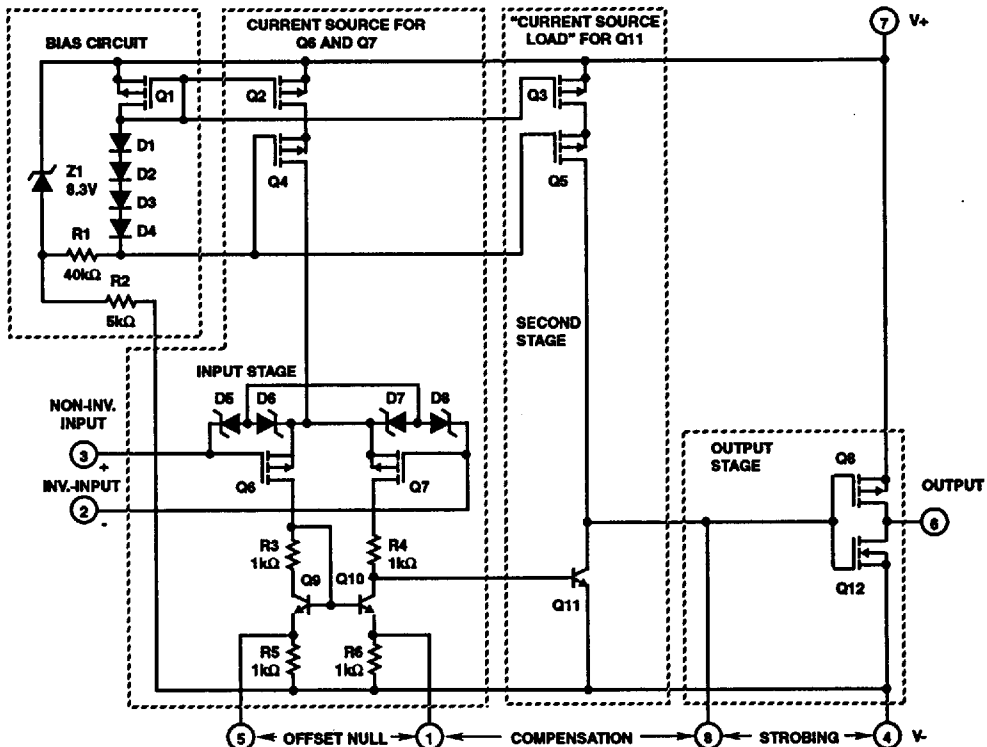 BIAS CIRCUIT
CURRENT SOURCE FOR
Q6 AND Q7
"CURRENT SOURCE
LOAD" FOR Q11
7
V+
Q1
Q2
Q3
D1
D2
D3
D4
Z1
8.3V
Q4
Q5
R1
40kΩ
R2
5kΩ
SECOND
STAGE
INPUT STAGE
D5
D6
D7
D8
NON-INV.
INPUT
3
+
INV.-INPUT
2
-
Q6
Q7
OUTPUT
STAGE
Q8
OUTPUT
6
Q12
R3
1kΩ
R4
1kΩ
Q9
Q10
Q11
R5
1kΩ
R6
1kΩ
5
OFFSET NULL
1
COMPENSATION
8
STROBING
4
V-